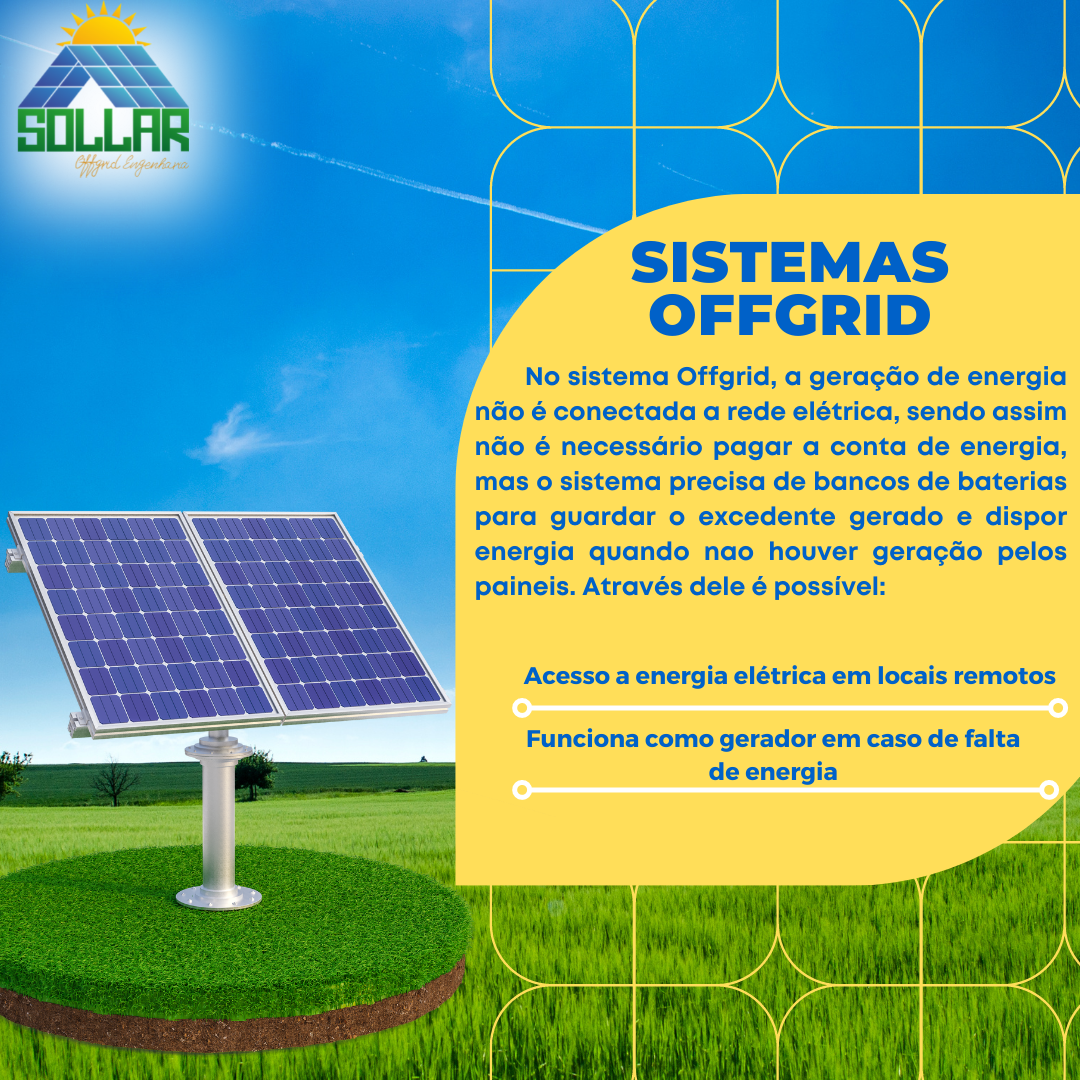 SOLLAR
Offgrid Engenharia
SISTEMAS
OFFGRID
No sistema Offgrid, a geração de energia
não é conectada a rede elétrica, sendo assim
não é necessário pagar a conta de energia,
mas o sistema precisa de bancos de baterias
para guardar o excedente gerado e dispor
energia quando nao houver geração pelos
paineis. Através dele é possível:
Acesso a energia elétrica em locais remotos
Funciona como gerador em caso de falta
de energia